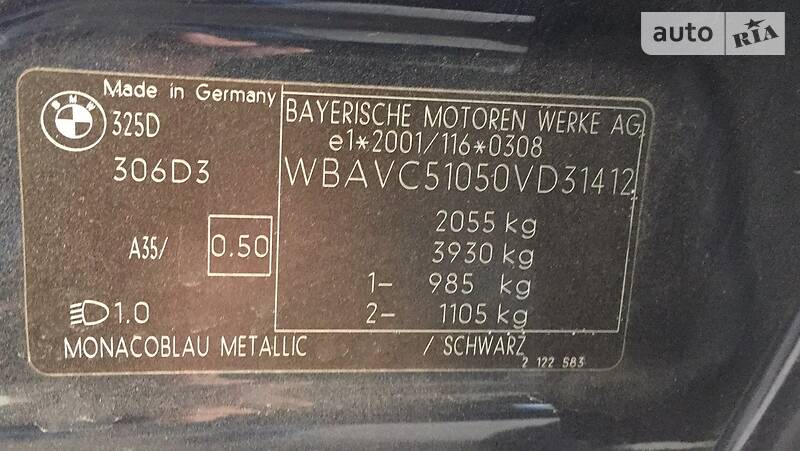 auto RIA
Made in Germany
BMW
325D
306D3
A35/ 0.50
1.0
BAYERISCHE MOTOREN WERKE AG
e1*2001/116*0308
WBAVC51050VD31412
2055 kg
3930 kg
1- 985 kg
2- 1105 kg
MONACOBLAU METALLIC / SCHWARZ
2 122 583